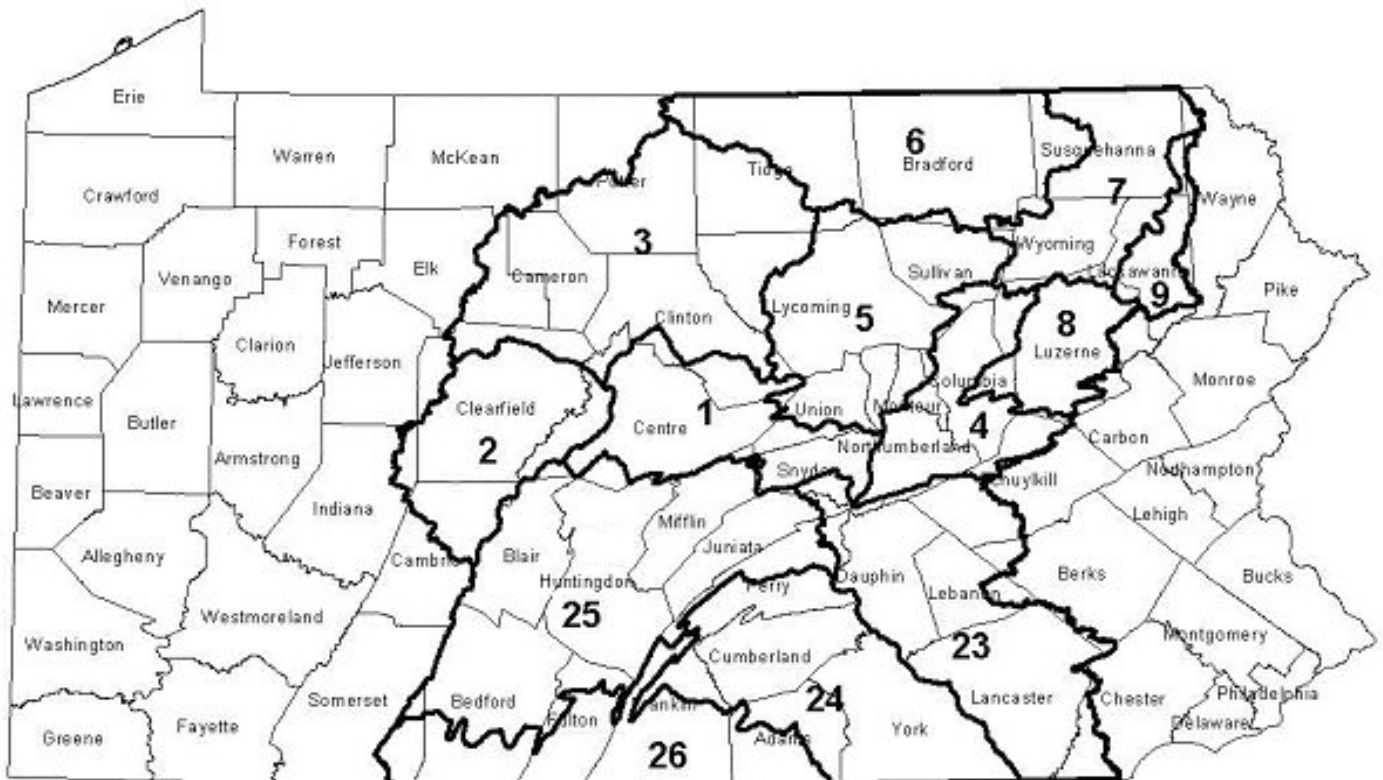 Erie
Warren
McKean
Potter
Tioga
6
Bradford
Susquehanna
7
Wayne
Crawford
Forest
3
Wyoming
Venango
Elk
Cameron
Sullivan
Lackawanna
9
Pike
Mercer
Clinton
Lycoming
5
8
Luzerne
Clarion
Jefferson
Monroe
Lawrence
Butler
Clearfield
2
Centre
1
Union
Montour
Columbia
4
Carbon
Northumberland
Armstrong
Snyder
Schuylkill
Northampton
Beaver
Indiana
Mifflin
Lehigh
Allegheny
Cambria
Blair
Juniata
Huntingdon
Perry
Dauphin
Lebanon
Berks
Bucks
Westmoreland
25
23
Montgomery
Washington
Cumberland
Somerset
Bedford
Fulton
Franklin
24
Lancaster
Chester
Philadelphia
Delaware
Fayette
Greene
26
Adams
York